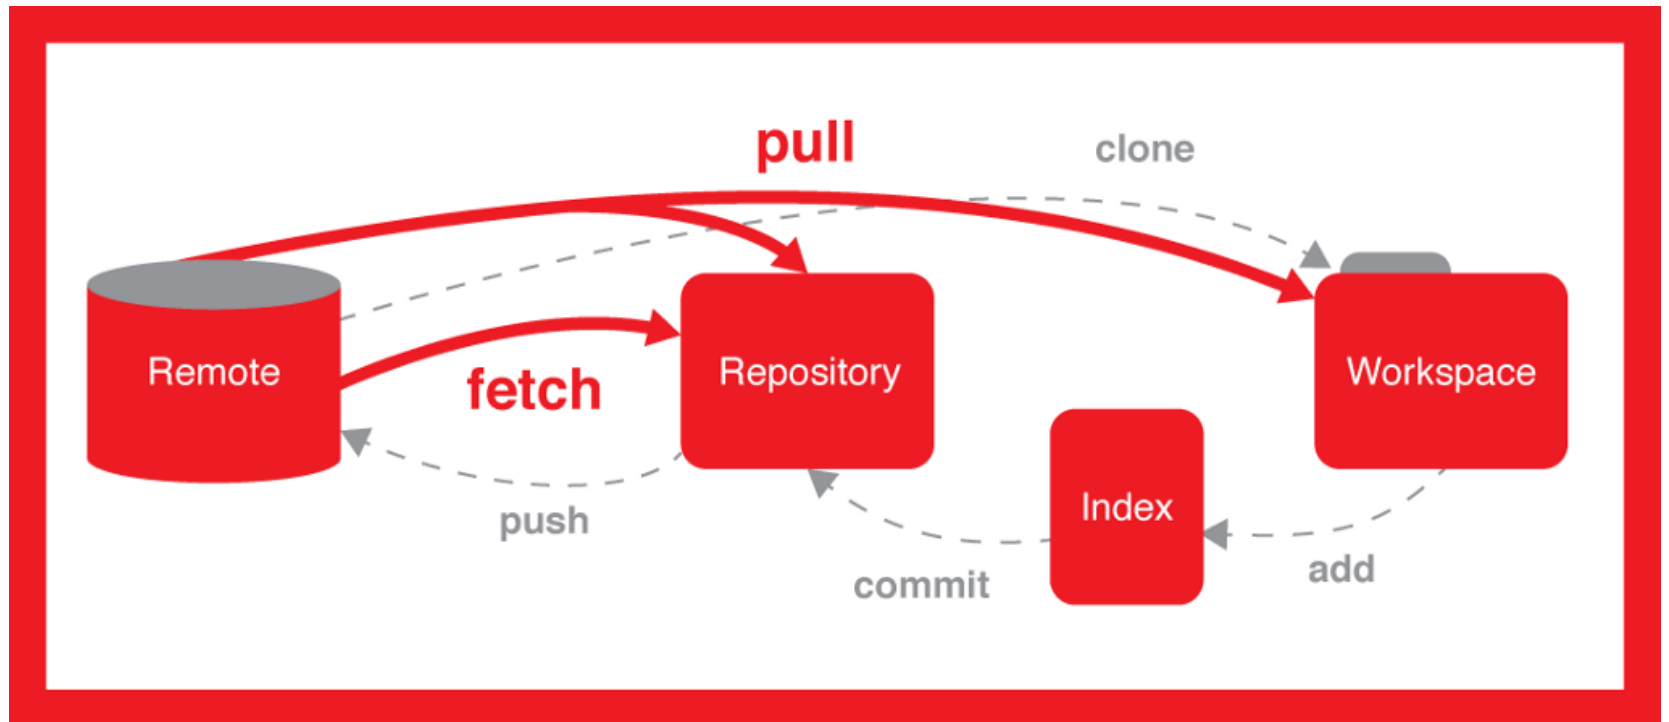 pull
clone
Remote
fetch
Repository
Workspace
Index
push
commit
add